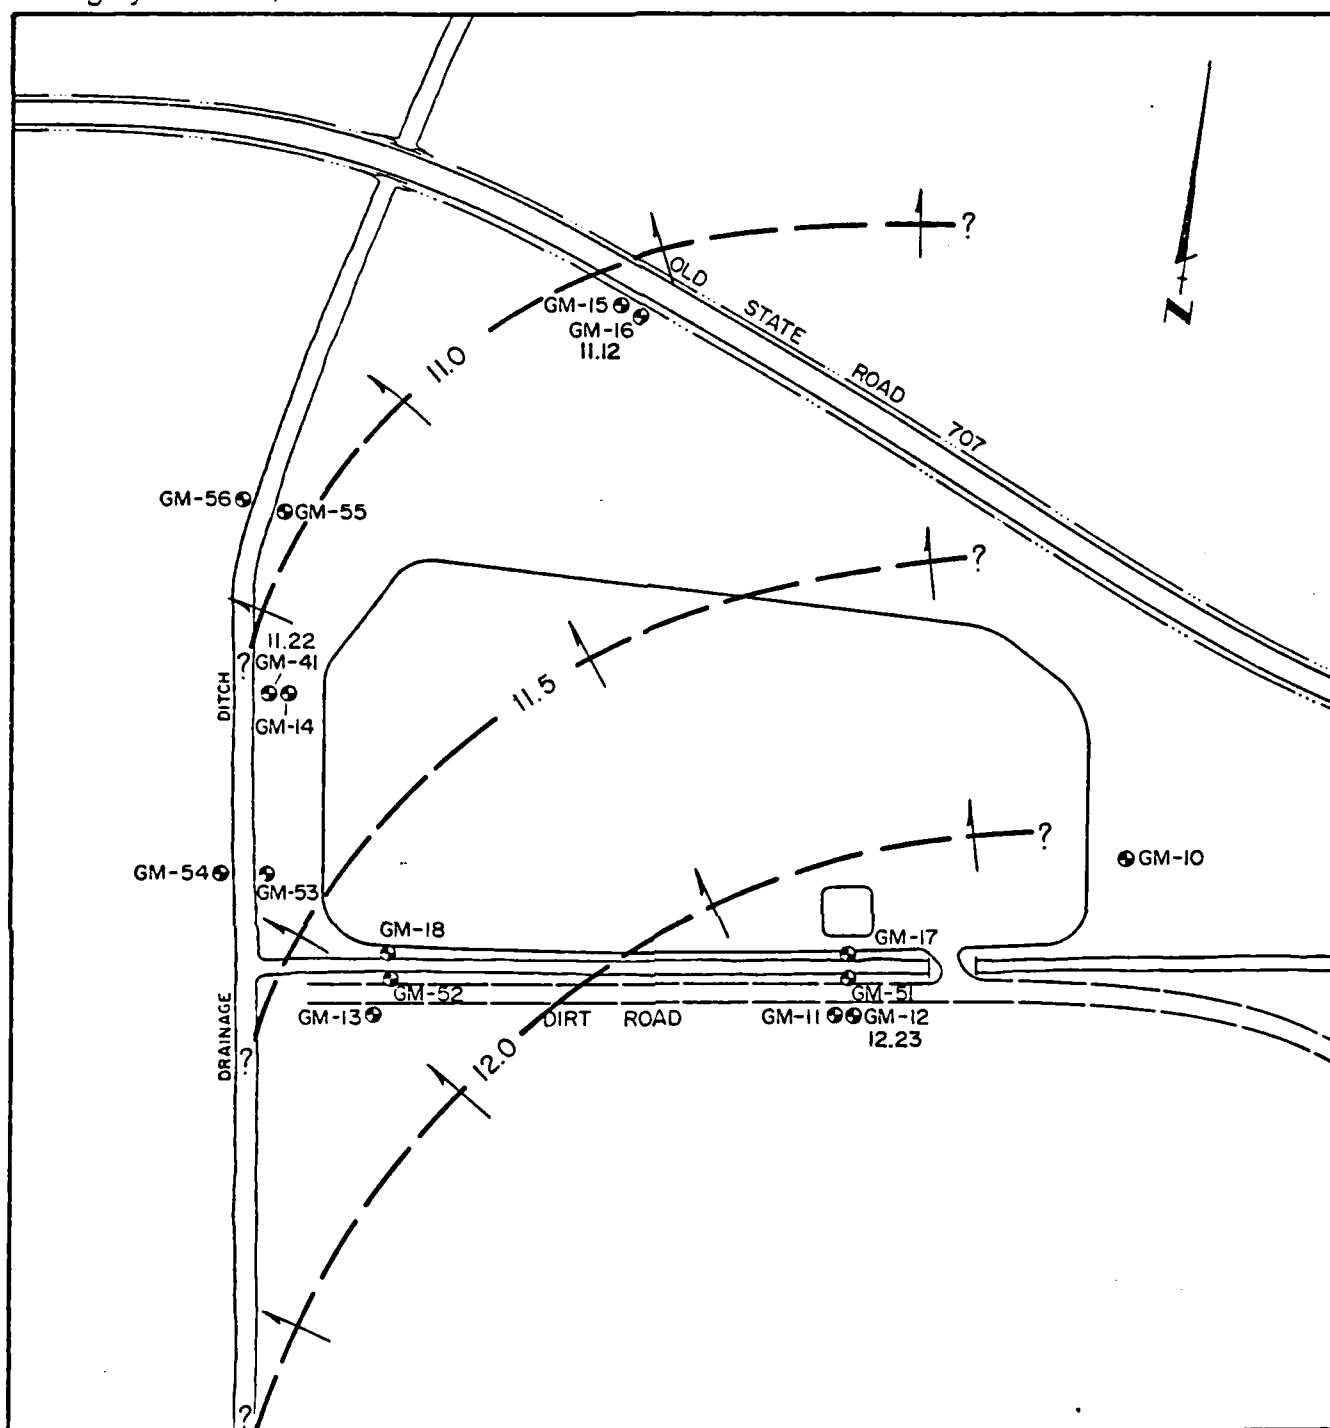 ?
OLD STATE ROAD 707
GM-15
GM-16
11.12
N
11.0
GM-56
GM-55
?
11.22
? GM-41
GM-14
DITCH
11.5
?
GM-54
GM-53
GM-10
GM-18
GM-17
GM-52
GM-51
GM-13
DIRT ROAD
GM-11
GM-12
12.23
DRAINAGE
?
12.0
?